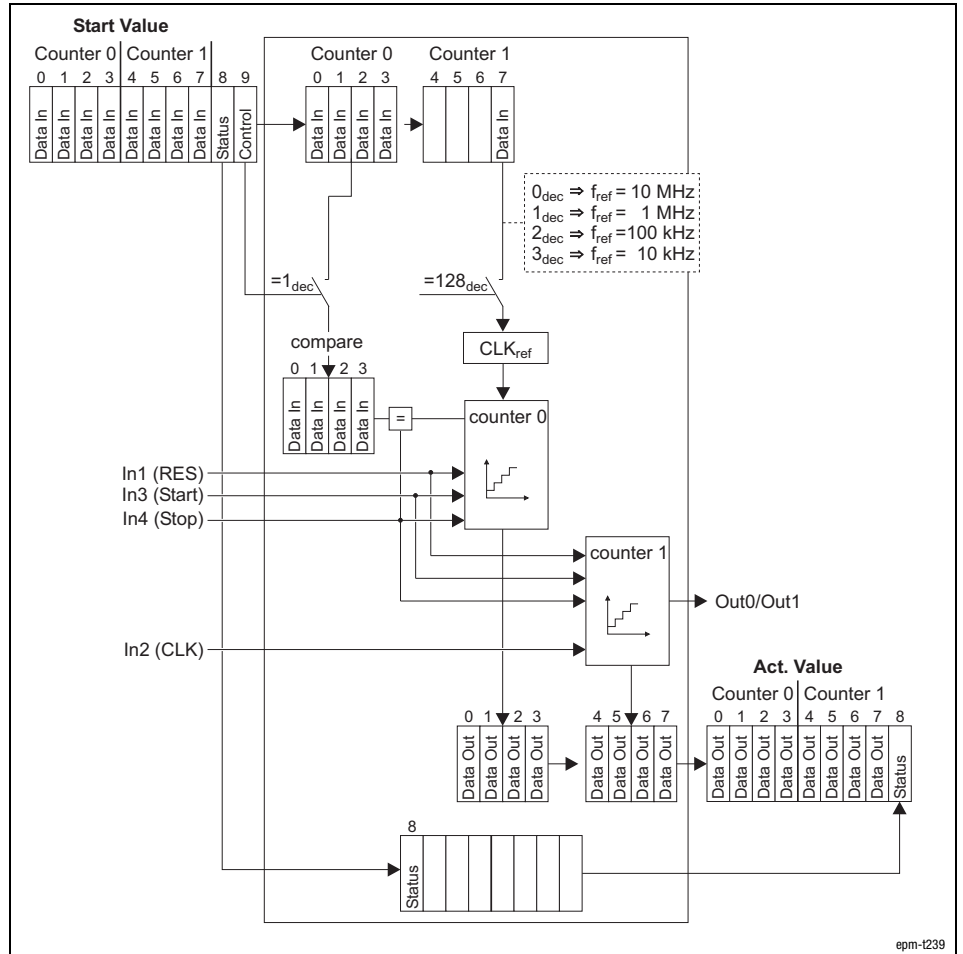 Start Value
Counter 0 Counter 1
0 1 2 3 4 5 6 7 8 9
Data In Data In Data In Data In Data In Data In Data In Data In Status Control
Counter 0 Counter 1
0 1 2 3 4 5 6 7
Data In Data In Data In Data In Data In
0dec ⇒ fref = 10 MHz
1dec ⇒ fref = 1 MHz
2dec ⇒ fref =100 kHz
3dec ⇒ fref = 10 kHz
=1dec
=128dec
compare
CLKref
0 1 2 3
Data In Data In Data In Data In
=
counter 0
In1 (RES)
In3 (Start)
In4 (Stop)
counter 1
Out0/Out1
In2 (CLK)
Act. Value
Counter 0 Counter 1
0 1 2 3 4 5 6 7 0 1 2 3 4 5 6 7 8
Data Out Data Out Data Out Data Out Data Out Data Out Data Out Data Out Data Out Data Out Data Out Data Out Data Out Data Out Data Out Data Out Status
8
Status
epm-t239